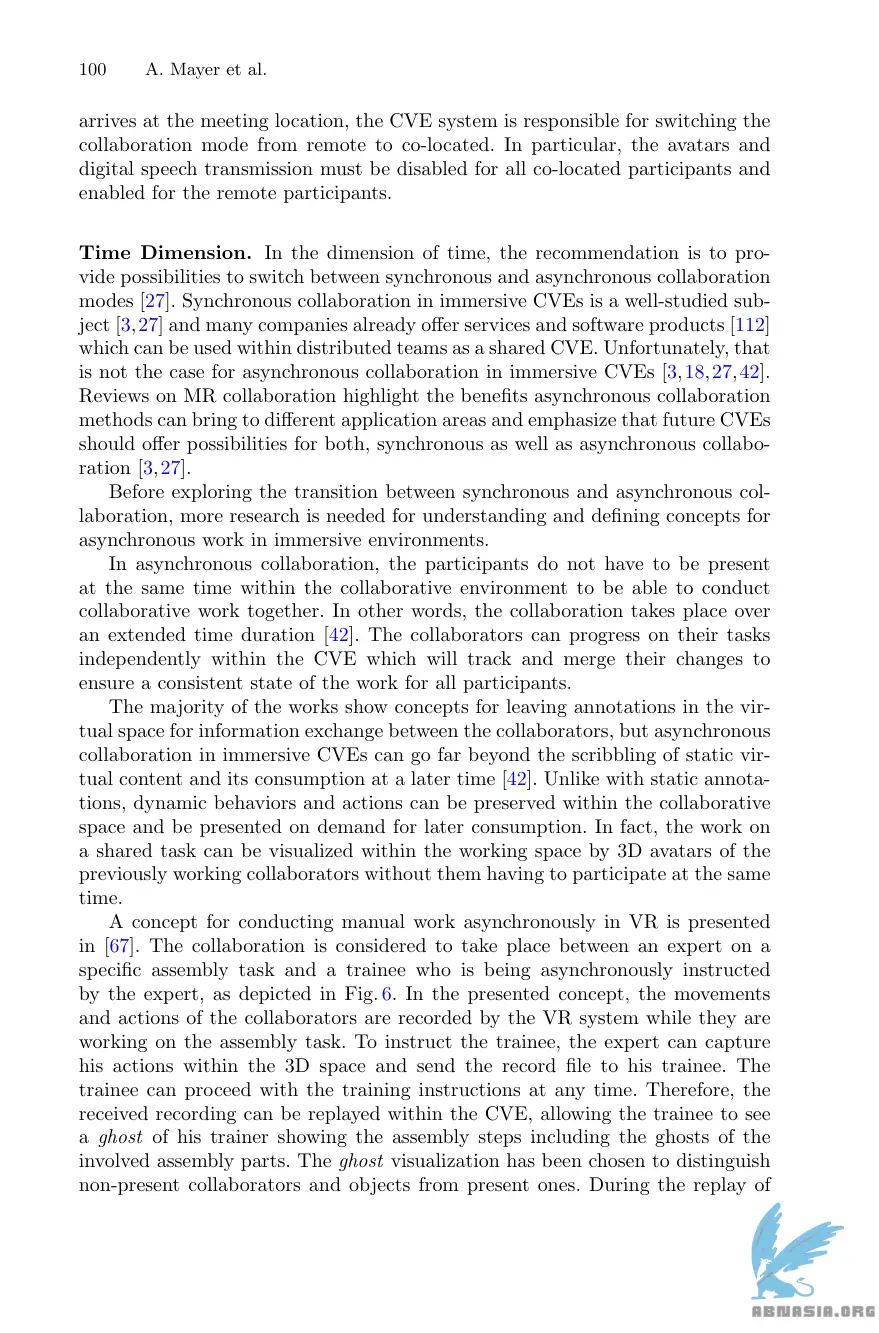 100 A. Mayer et al.
arrives at the meeting location, the CVE system is responsible for switching the
collaboration mode from remote to co-located. In particular, the avatars and
digital speech transmission must be disabled for all co-located participants and
enabled for the remote participants.
Time Dimension. In the dimension of time, the recommendation is to pro-
vide possibilities to switch between synchronous and asynchronous collaboration
modes [27]. Synchronous collaboration in immersive CVEs is a well-studied sub-
ject [3,27] and many companies already offer services and software products [112]
which can be used within distributed teams as a shared CVE. Unfortunately, that
is not the case for asynchronous collaboration in immersive CVEs [3,18,27,42].
Reviews on MR collaboration highlight the benefits asynchronous collaboration
methods can bring to different application areas and emphasize that future CVEs
should offer possibilities for both, synchronous as well as asynchronous collabo-
ration [3,27].
Before exploring the transition between synchronous and asynchronous col-
laboration, more research is needed for understanding and defining concepts for
asynchronous work in immersive environments.
In asynchronous collaboration, the participants do not have to be present
at the same time within the collaborative environment to be able to conduct
collaborative work together. In other words, the collaboration takes place over
an extended time duration [42]. The collaborators can progress on their tasks
independently within the CVE which will track and merge their changes to
ensure a consistent state of the work for all participants.
The majority of the works show concepts for leaving annotations in the vir-
tual space for information exchange between the collaborators, but asynchronous
collaboration in immersive CVEs can go far beyond the scribbling of static vir-
tual content and its consumption at a later time [42]. Unlike with static annota-
tions, dynamic behaviors and actions can be preserved within the collaborative
space and be presented on demand for later consumption. In fact, the work on
a shared task can be visualized within the working space by 3D avatars of the
previously working collaborators without them having to participate at the same
time.
A concept for conducting manual work asynchronously in VR is presented
in [67]. The collaboration is considered to take place between an expert on a
specific assembly task and a trainee who is being asynchronously instructed
by the expert, as depicted in Fig. 6. In the presented concept, the movements
and actions of the collaborators are recorded by the VR system while they are
working on the assembly task. To instruct the trainee, the expert can capture
his actions within the 3D space and send the record file to his trainee. The
trainee can proceed with the training instructions at any time. Therefore, the
received recording can be replayed within the CVE, allowing the trainee to see
a ghost of his trainer showing the assembly steps including the ghosts of the
involved assembly parts. The ghost visualization has been chosen to distinguish
non-present collaborators and objects from present ones. During the replay of
ABNASIA.ORG